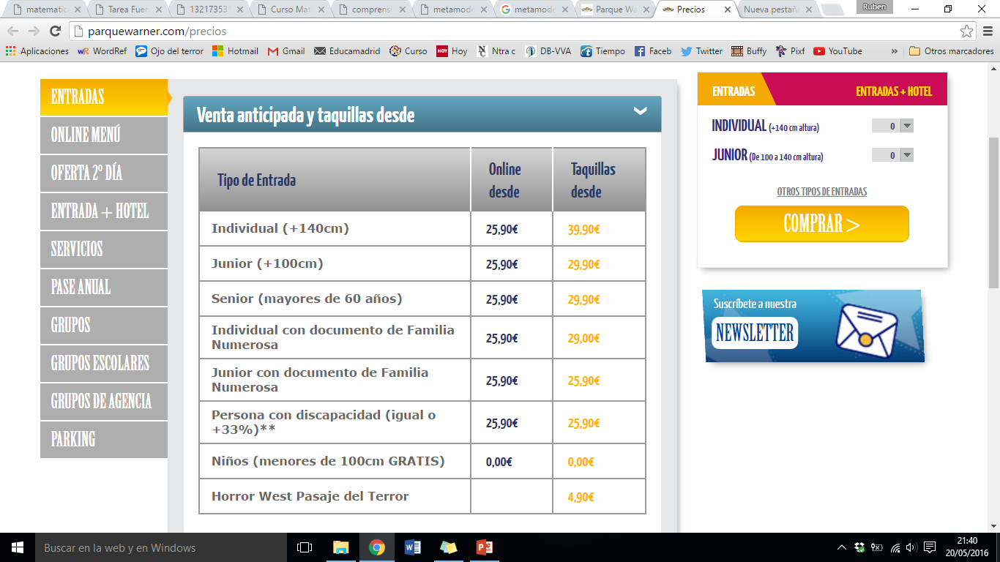 matematic
Tarea Fuen
132173531
Curso Mat
comprensi
metamode
metamode
Parque Wa
Precios
Nueva pestañ
Ruben
parquewarner.com/precios
Aplicaciones
WordRef
Ojo del terror
Hotmail
Gmail
Educamadrid
Curso
Hoy
Ntra c
DB-VVA
Tiempo
Faceb
Twitter
Buffy
Pixf
YouTube
»
Otros marcadores
ENTRADAS
ONLINE MENÚ
OFERTA 2º DÍA
ENTRADA + HOTEL
SERVICIOS
PASE ANUAL
GRUPOS
GRUPOS ESCOLARES
GRUPOS DE AGENCIA
PARKING
Venta anticipada y taquillas desde
Tipo de Entrada
Online
desde
Taquillas
desde
Individual (+140cm) 25,90€ 39,90€
Junior (+100cm) 25,90€ 29,90€
Senior (mayores de 60 años) 25,90€ 29,90€
Individual con documento de Familia
Numerosa 25,90€ 29,00€
Junior con documento de Familia
Numerosa 25,90€ 25,90€
Persona con discapacidad (igual o
+33%)** 25,90€ 25,90€
Niños (menores de 100cm GRATIS) 0,00€ 0,00€
Horror West Pasaje del Terror 4,90€
ENTRADAS
ENTRADAS + HOTEL
INDIVIDUAL (+140 cm altura) 0
JUNIOR (De 100 a 140 cm altura) 0
OTROS TIPOS DE ENTRADAS
COMPRAR >
Suscríbete a nuestra
NEWSLETTER
Buscar en la web y en Windows
21:40
20/05/2016